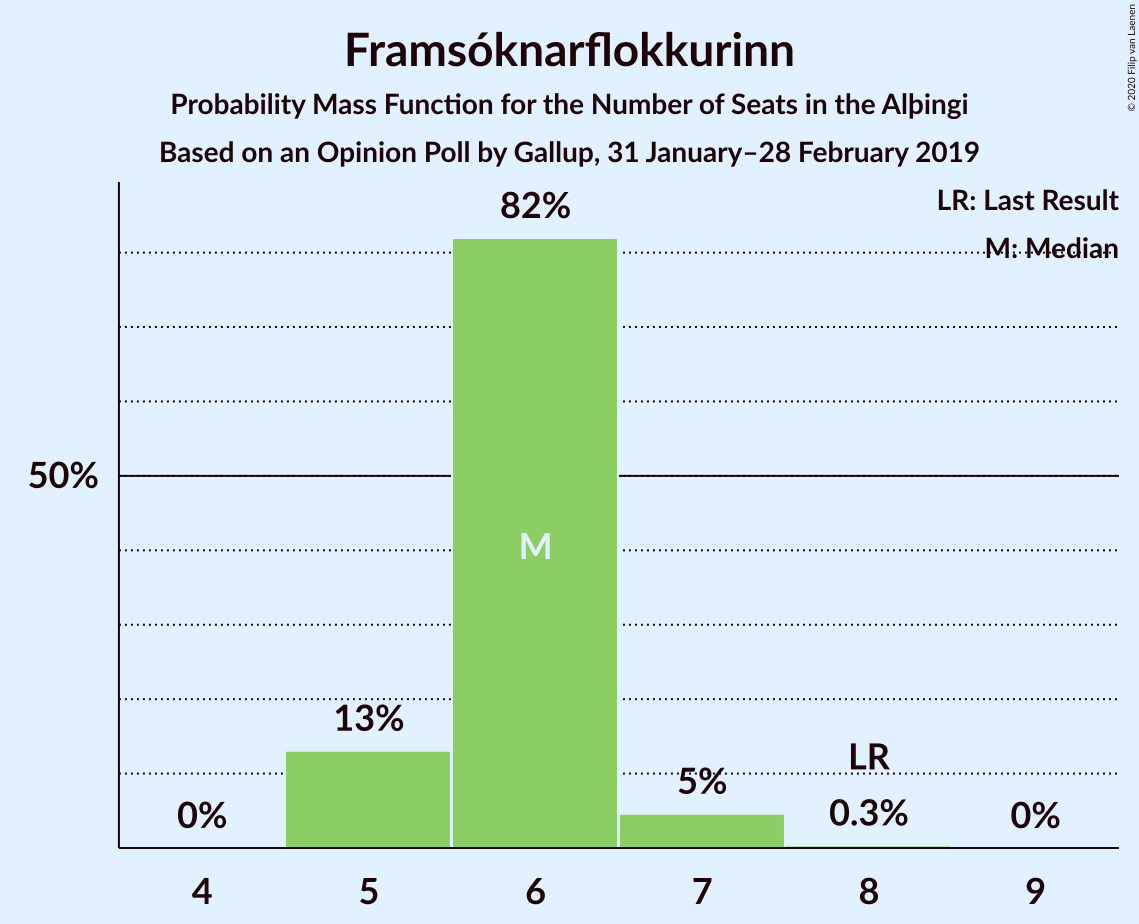 Framsóknarflokkurinn
Probability Mass Function for the Number of Seats in the Alþingi
Based on an Opinion Poll by Gallup, 31 January–28 February 2019
© 2020 Filip van Laenen
LR: Last Result
M: Median
82%
50%
M
13%
LR
5%
0%
0.3%
0%
4 5 6 7 8 9